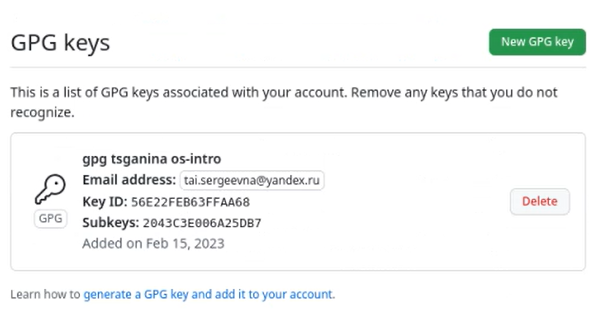 GPG keys
New GPG key
This is a list of GPG keys associated with your account. Remove any keys that you do not
recognize.
gpg tsganina os-intro
Email address: tai.sergeevna@yandex.ru
Key ID: 56E22FEB63FFAA68
GPG
Subkeys: 2043C3E006A25DB7
Delete
Added on Feb 15, 2023
Learn how to generate a GPG key and add it to your account.